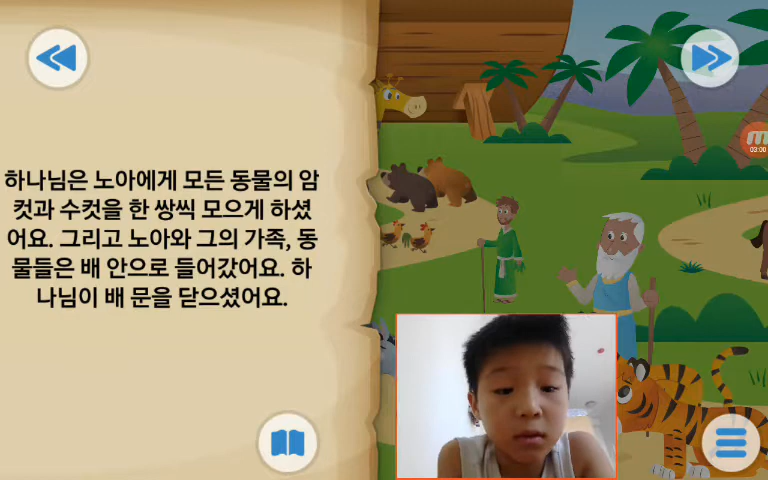 하나님은 노아에게 모든 동물의 암
컷과 수컷을 한 쌍씩 모으게 하셨
어요. 그리고 노아와 그의 가족, 동
물들은 배 안으로 들어갔어요. 하
나님이 배 문을 닫으셨어요.
03:00